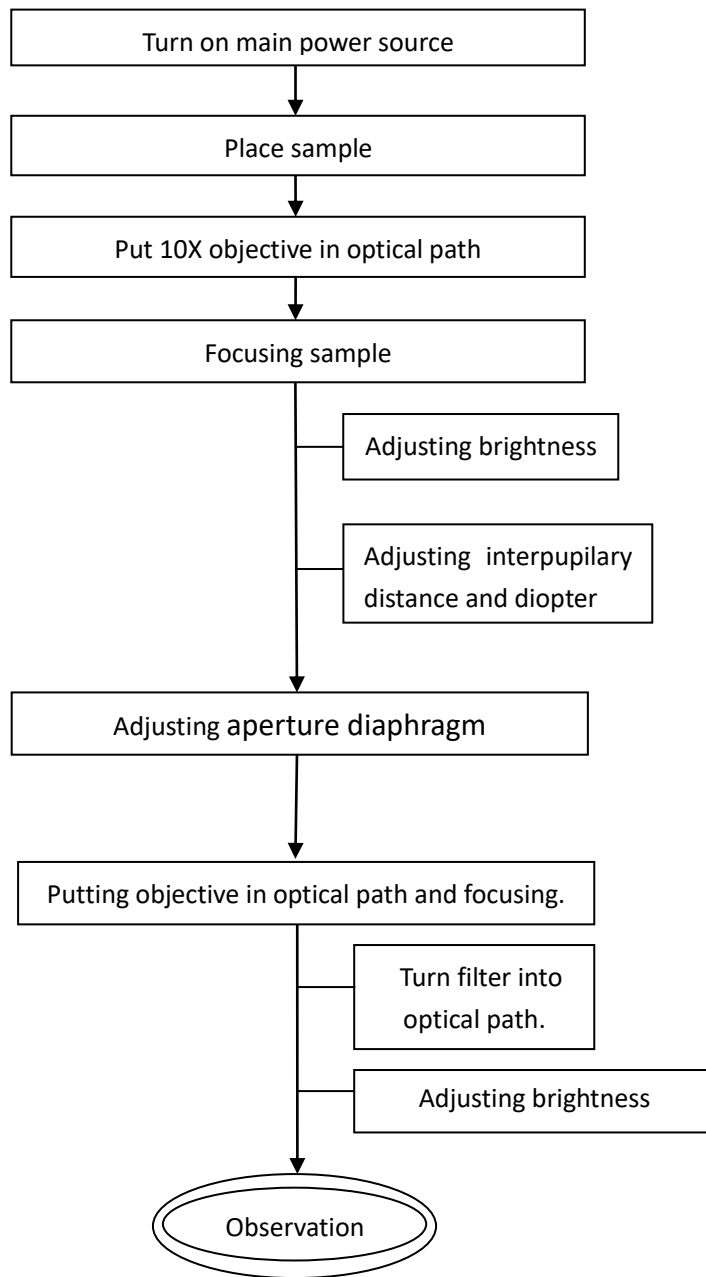 Turn on main power source
Place sample
Put 10X objective in optical path
Focusing sample
Adjusting brightness
Adjusting interpupilary
distance and diopter
Adjusting aperture diaphragm
Putting objective in optical path and focusing.
Turn filter into
optical path.
Adjusting brightness
Observation